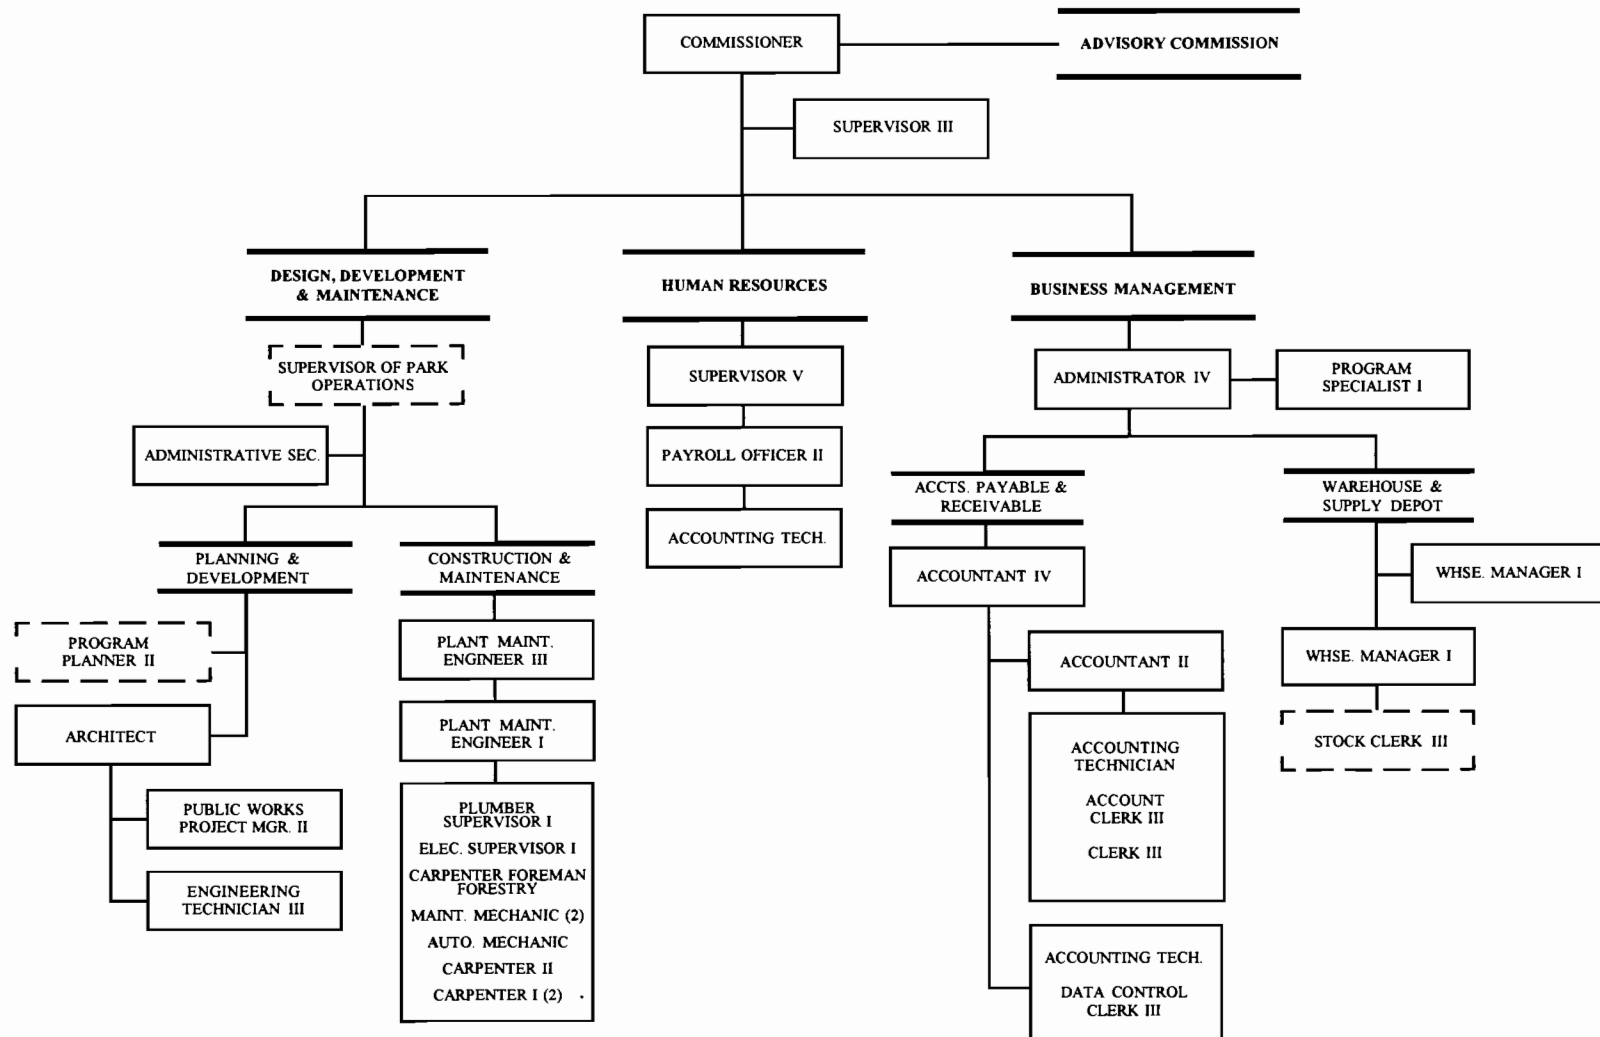 COMMISSIONER
ADVISORY COMMISSION
SUPERVISOR III
DESIGN, DEVELOPMENT
& MAINTENANCE
HUMAN RESOURCES
BUSINESS MANAGEMENT
SUPERVISOR OF PARK
OPERATIONS
SUPERVISOR V
ADMINISTRATOR IV
PROGRAM
SPECIALIST I
ADMINISTRATIVE SEC.
PAYROLL OFFICER II
ACCTS. PAYABLE &
RECEIVABLE
WAREHOUSE &
SUPPLY DEPOT
PLANNING &
DEVELOPMENT
CONSTRUCTION &
MAINTENANCE
ACCOUNTING TECH.
ACCOUNTANT IV
WHSE. MANAGER I
PROGRAM
PLANNER II
PLANT MAINT.
ENGINEER III
ACCOUNTANT II
WHSE. MANAGER I
ARCHITECT
PLANT MAINT.
ENGINEER I
ACCOUNTING
TECHNICIAN
ACCOUNT
CLERK III
CLERK III
STOCK CLERK III
PUBLIC WORKS
PROJECT MGR. II
ENGINEERING
TECHNICIAN III
PLUMBER
SUPERVISOR I
ELEC. SUPERVISOR I
CARPENTER FOREMAN
FORESTRY
MAINT. MECHANIC (2)
AUTO. MECHANIC
CARPENTER II
CARPENTER I (2)
ACCOUNTING TECH.
DATA CONTROL
CLERK III